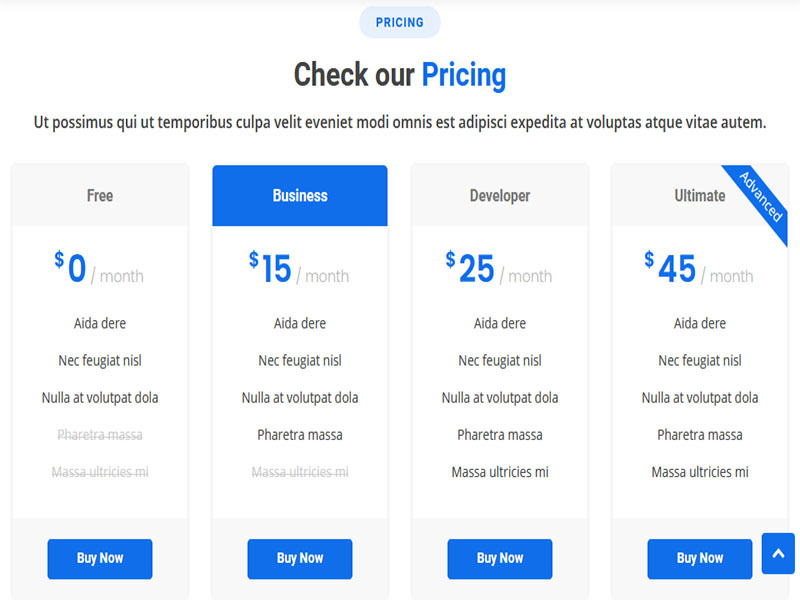 PRICING
Check our Pricing
Ut possimus qui ut temporibus culpa velit eveniet modi omnis est adipisci expedita at voluptas atque vitae autem.
Free
$0 / month
Aida dere
Nec feugiat nisl
Nulla at volutpat dola
Pharetra massa
Massa ultricies mi
Buy Now
Business
$15 / month
Aida dere
Nec feugiat nisl
Nulla at volutpat dola
Pharetra massa
Massa ultricies mi
Buy Now
Developer
$25 / month
Aida dere
Nec feugiat nisl
Nulla at volutpat dola
Pharetra massa
Massa ultricies mi
Buy Now
Ultimate
Advanced
$45 / month
Aida dere
Nec feugiat nisl
Nulla at volutpat dola
Pharetra massa
Massa ultricies mi
Buy Now